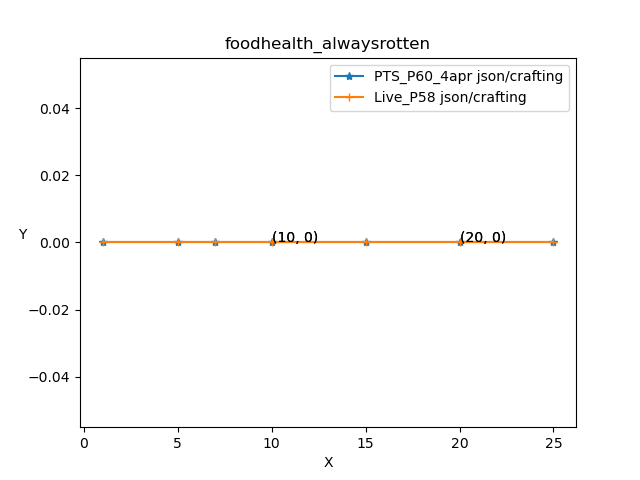 foodhealth_alwaysrotten
PTS_P60_4apr json/crafting
Live_P58 json/crafting
0.04
0.02
Y
0.00
(10, 0)
(20, 0)
−0.02
−0.04
0
5
10
15
20
25
X